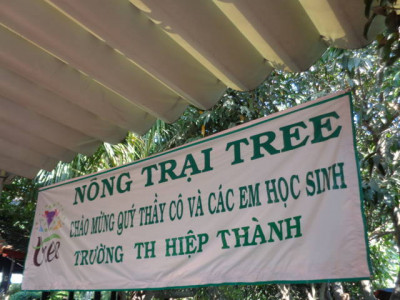 NÔNG TRẠI TREE
CHÀO MỪNG QUÝ THẦY CÔ VÀ CÁC EM HỌC SINH
TRƯỜNG TH HIỆP THÀNH